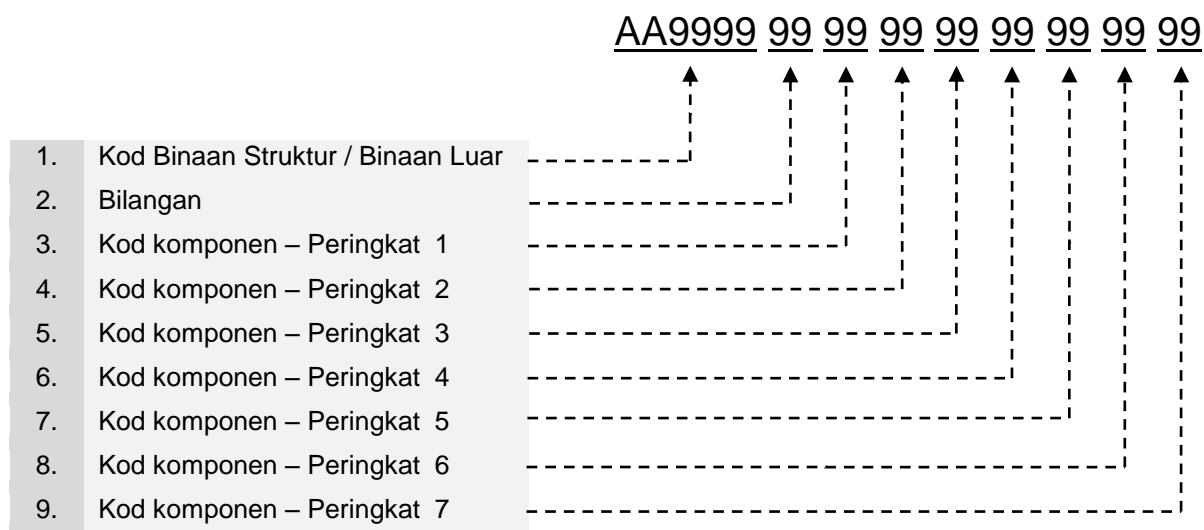 AA9999 99 99 99 99 99 99 99 99
1. Kod Binaan Struktur / Binaan Luar
2. Bilangan
3. Kod komponen – Peringkat 1
4. Kod komponen – Peringkat 2
5. Kod komponen – Peringkat 3
6. Kod komponen – Peringkat 4
7. Kod komponen – Peringkat 5
8. Kod komponen – Peringkat 6
9. Kod komponen – Peringkat 7